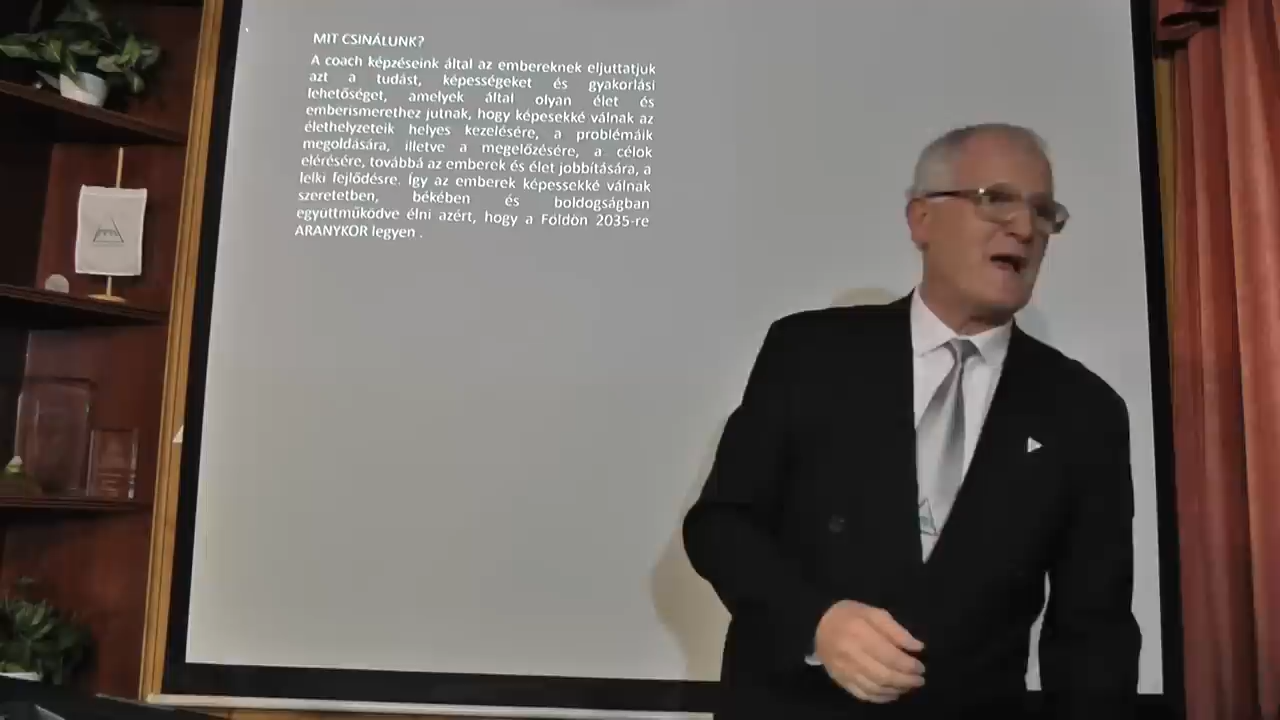 MIT CSINÁLUNK?
A coach képzéseink által az embereknek eljuttatjuk
azt a tudást, képességeket és gyakorlási
lehetőséget, amelyek által olyan élet és
emberismerethez jutnak, hogy képesekké válnak az
élethelyzeteik helyes kezelésére, a problémáik
megoldására, illetve a megelőzésére, a célok
elérésére, továbbá az emberek és élet jobbítására, a
lelki fejlődésre. Így az emberek képessekké válnak
szeretetben, békében és boldogságban
együttműködve élni azért, hogy a Földön 2035-re
ARANYKOR legyen .